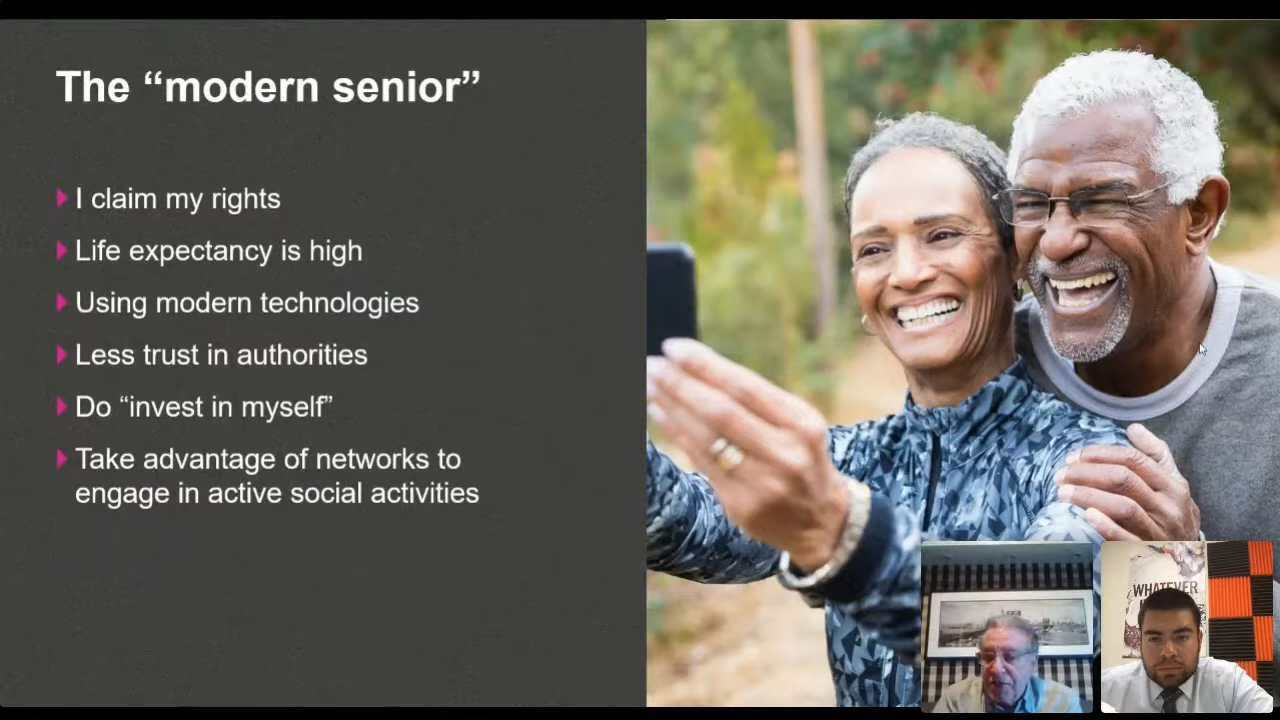 The “modern senior”
I claim my rights
Life expectancy is high
Using modern technologies
Less trust in authorities
Do “invest in myself”
Take advantage of networks to
engage in active social activities
WHATEVER